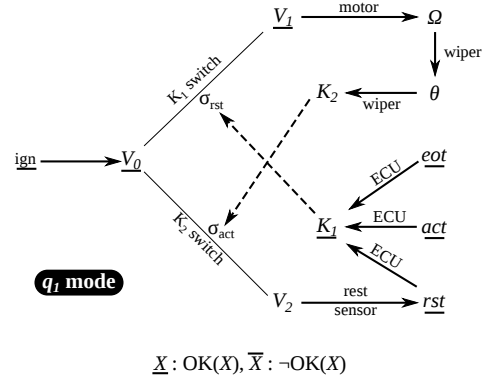 V1
motor
Ω
K1 switch
wiper
σrst
K2
wiper
θ
ign
V0
eot
ECU
σact
K1
ECU
act
K2 switch
ECU
q1 mode
V2
rest
sensor
rst
X : OK(X), X̅ : ¬OK(X)